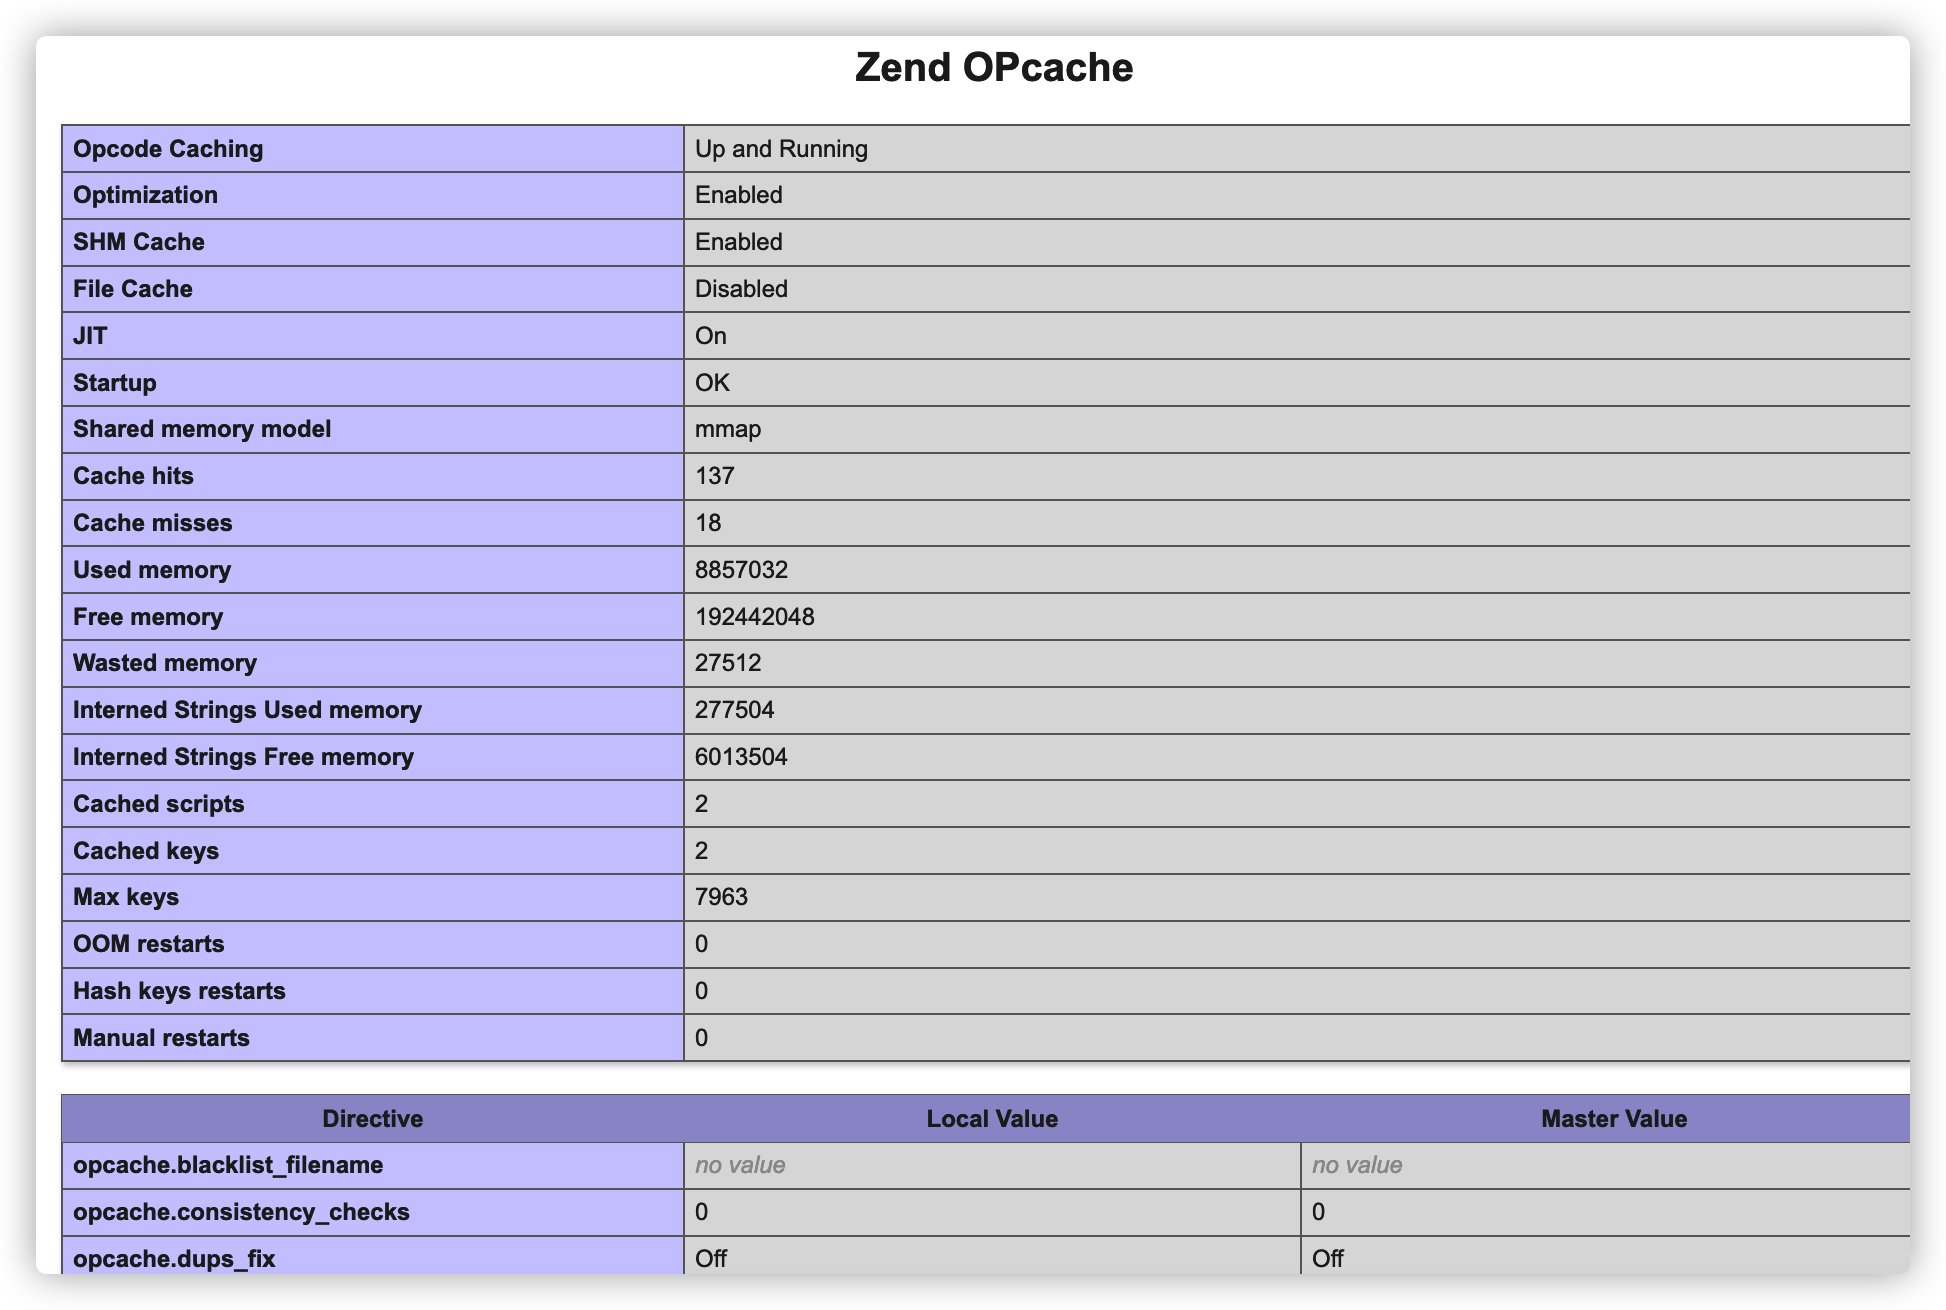 Zend OPcache
Opcode Caching Up and Running
Optimization Enabled
SHM Cache Enabled
File Cache Disabled
JIT On
Startup OK
Shared memory model mmap
Cache hits 137
Cache misses 18
Used memory 8857032
Free memory 192442048
Wasted memory 27512
Interned Strings Used memory 277504
Interned Strings Free memory 6013504
Cached scripts 2
Cached keys 2
Max keys 7963
OOM restarts 0
Hash keys restarts 0
Manual restarts 0
Directive Local Value Master Value
opcache.blacklist_filename no value no value
opcache.consistency_checks 0 0
opcache.dups_fix Off Off